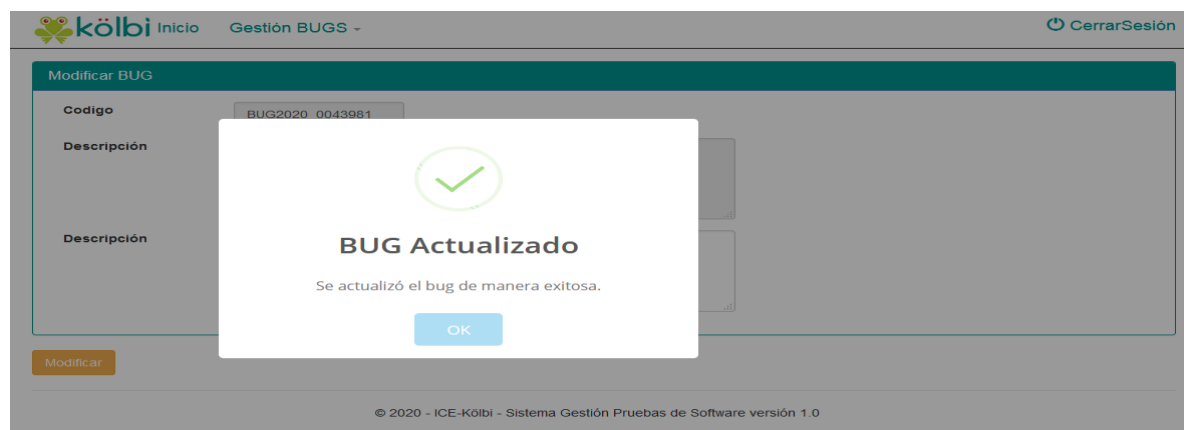 kölbi Inicio Gestión BUGS CerrarSesión
Modificar BUG
Codigo BUG2020_0043981
Descripción
Descripción
BUG Actualizado
Se actualizó el bug de manera exitosa.
OK
Modificar
© 2020 - ICE-Kölbi - Sistema Gestión Pruebas de Software versión 1.0